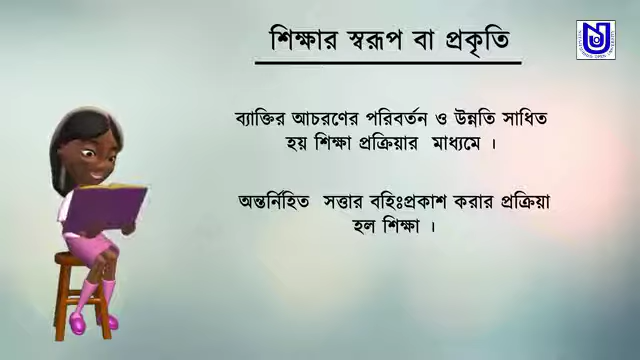 শিক্ষার স্বরূপ বা প্রকৃতি
ব্যাক্তির আচরণের পরিবর্তন ও উন্নতি সাধিত
হয় শিক্ষা প্রক্রিয়ার মাধ্যমে ।
অন্তর্নিহিত সত্তার বহিঃপ্রকাশ করার প্রক্রিয়া
হল শিক্ষা ।